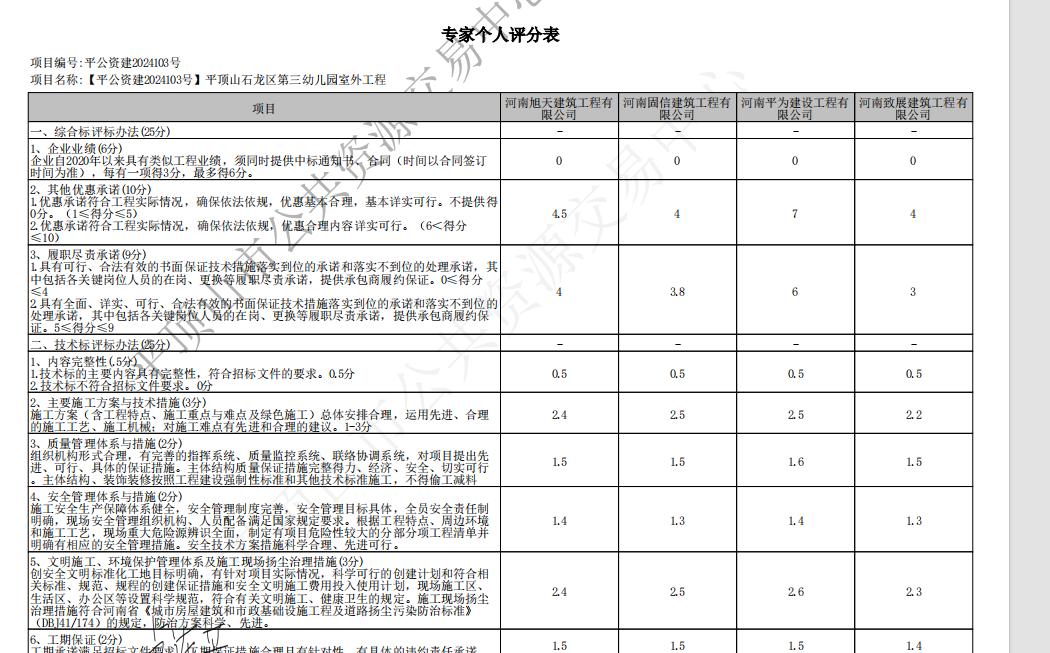 专家个人评分表
项目编号:平公资建2024103号
项目名称:【平公资建2024103号】平顶山石龙区第三幼儿园室外工程
项目
河南旭天建筑工程有
限公司
河南固信建筑工程有
限公司
河南平为建设工程有
限公司
河南致展建筑工程有
限公司
一、综合标评标办法(25分)
-
-
-
-
1、企业业绩(6分)
企业自2020年以来具有类似工程业绩，须同时提供中标通知书、合同（时间以合同签订
时间为准），每有一项得3分，最多得6分。
0
0
0
0
2、其他优惠承诺(10分)
1.优惠承诺符合工程实际情况，确保依法依规，优惠基本合理，基本详实可行。不提供得
0分。（1≤得分≤5）
2.优惠承诺符合工程实际情况，确保依法依规，优惠合理内容详实可行。（6<得分
≤10）
4.5
4
7
4
3、履职尽责承诺(9分)
1.具有可行、合法有效的书面保证技术措施落实到位的承诺和落实不到位的处理承诺，其
中包括各关键岗位人员的在岗、更换等履职尽责承诺，提供承包商履约保证。0≤得分
≤4
2.具有全面、详实、可行、合法有效的书面保证技术措施落实到位的承诺和落实不到位的
处理承诺，其中包括各关键岗位人员的在岗、更换等履职尽责承诺，提供承包商履约保
证。5≤得分≤9
4
3.8
6
3
二、技术标评标办法(25分)
-
-
-
-
1、内容完整性(.5分)
1.技术标的主要内容具有完整性，符合招标文件的要求。0.5分
2.技术标不符合招标文件要求。0分
0.5
0.5
0.5
0.5
2、主要施工方案与技术措施(3分)
施工方案（含工程特点、施工重点与难点及绿色施工）总体安排合理，运用先进、合理
的施工工艺、施工机械；对施工难点有先进和合理的建议。1-3分
2.4
2.5
2.5
2.2
3、质量管理体系与措施(2分)
组织机构形式合理，有完善的指挥系统、质量监控系统、联络协调系统，对项目提出先
进、可行、具体的保证措施。主体结构质量保证措施完整得力、经济、安全、切实可行
。主体结构、装饰装修按照工程建设强制性标准和其他技术标准施工，不得偷工减料
1.5
1.5
1.6
1.5
4、安全管理体系与措施(2分)
施工安全生产保障体系健全，安全管理制度完善，安全管理目标具体，全员安全责任制
明确，现场安全管理组织机构、人员配备满足国家规定要求。根据工程特点、周边环境
和施工工艺，现场重大危险源辨识全面，制定有项目危险性较大的分部分项工程清单并
明确有相应的安全管理措施。安全技术方案措施科学合理、先进可行。
1.4
1.3
1.4
1.3
5、文明施工、环境保护管理体系及施工现场扬尘治理措施(3分)
创安全文明标准化工地目标明确，有针对项目实际情况，科学可行的创建计划和符合相
关标准、规范、规程的创建保证措施和安全文明施工费用投入使用计划，现场施工区、
生活区、办公区等设置科学规范，符合有关文明施工、健康卫生的规定。施工现场扬尘
治理措施符合河南省《城市房屋建筑和市政基础设施工程及道路扬尘污染防治标准》
（DBJ41/174）的规定，防治方案科学、先进。
2.4
2.5
2.6
2.3
6、工期保证(2分)
工期承诺满足招标文件要求，工期保证措施合理且有针对性，有具体的违约责任承诺
1.5
1.5
1.5
1.4
平顶山市公共资源交易中心